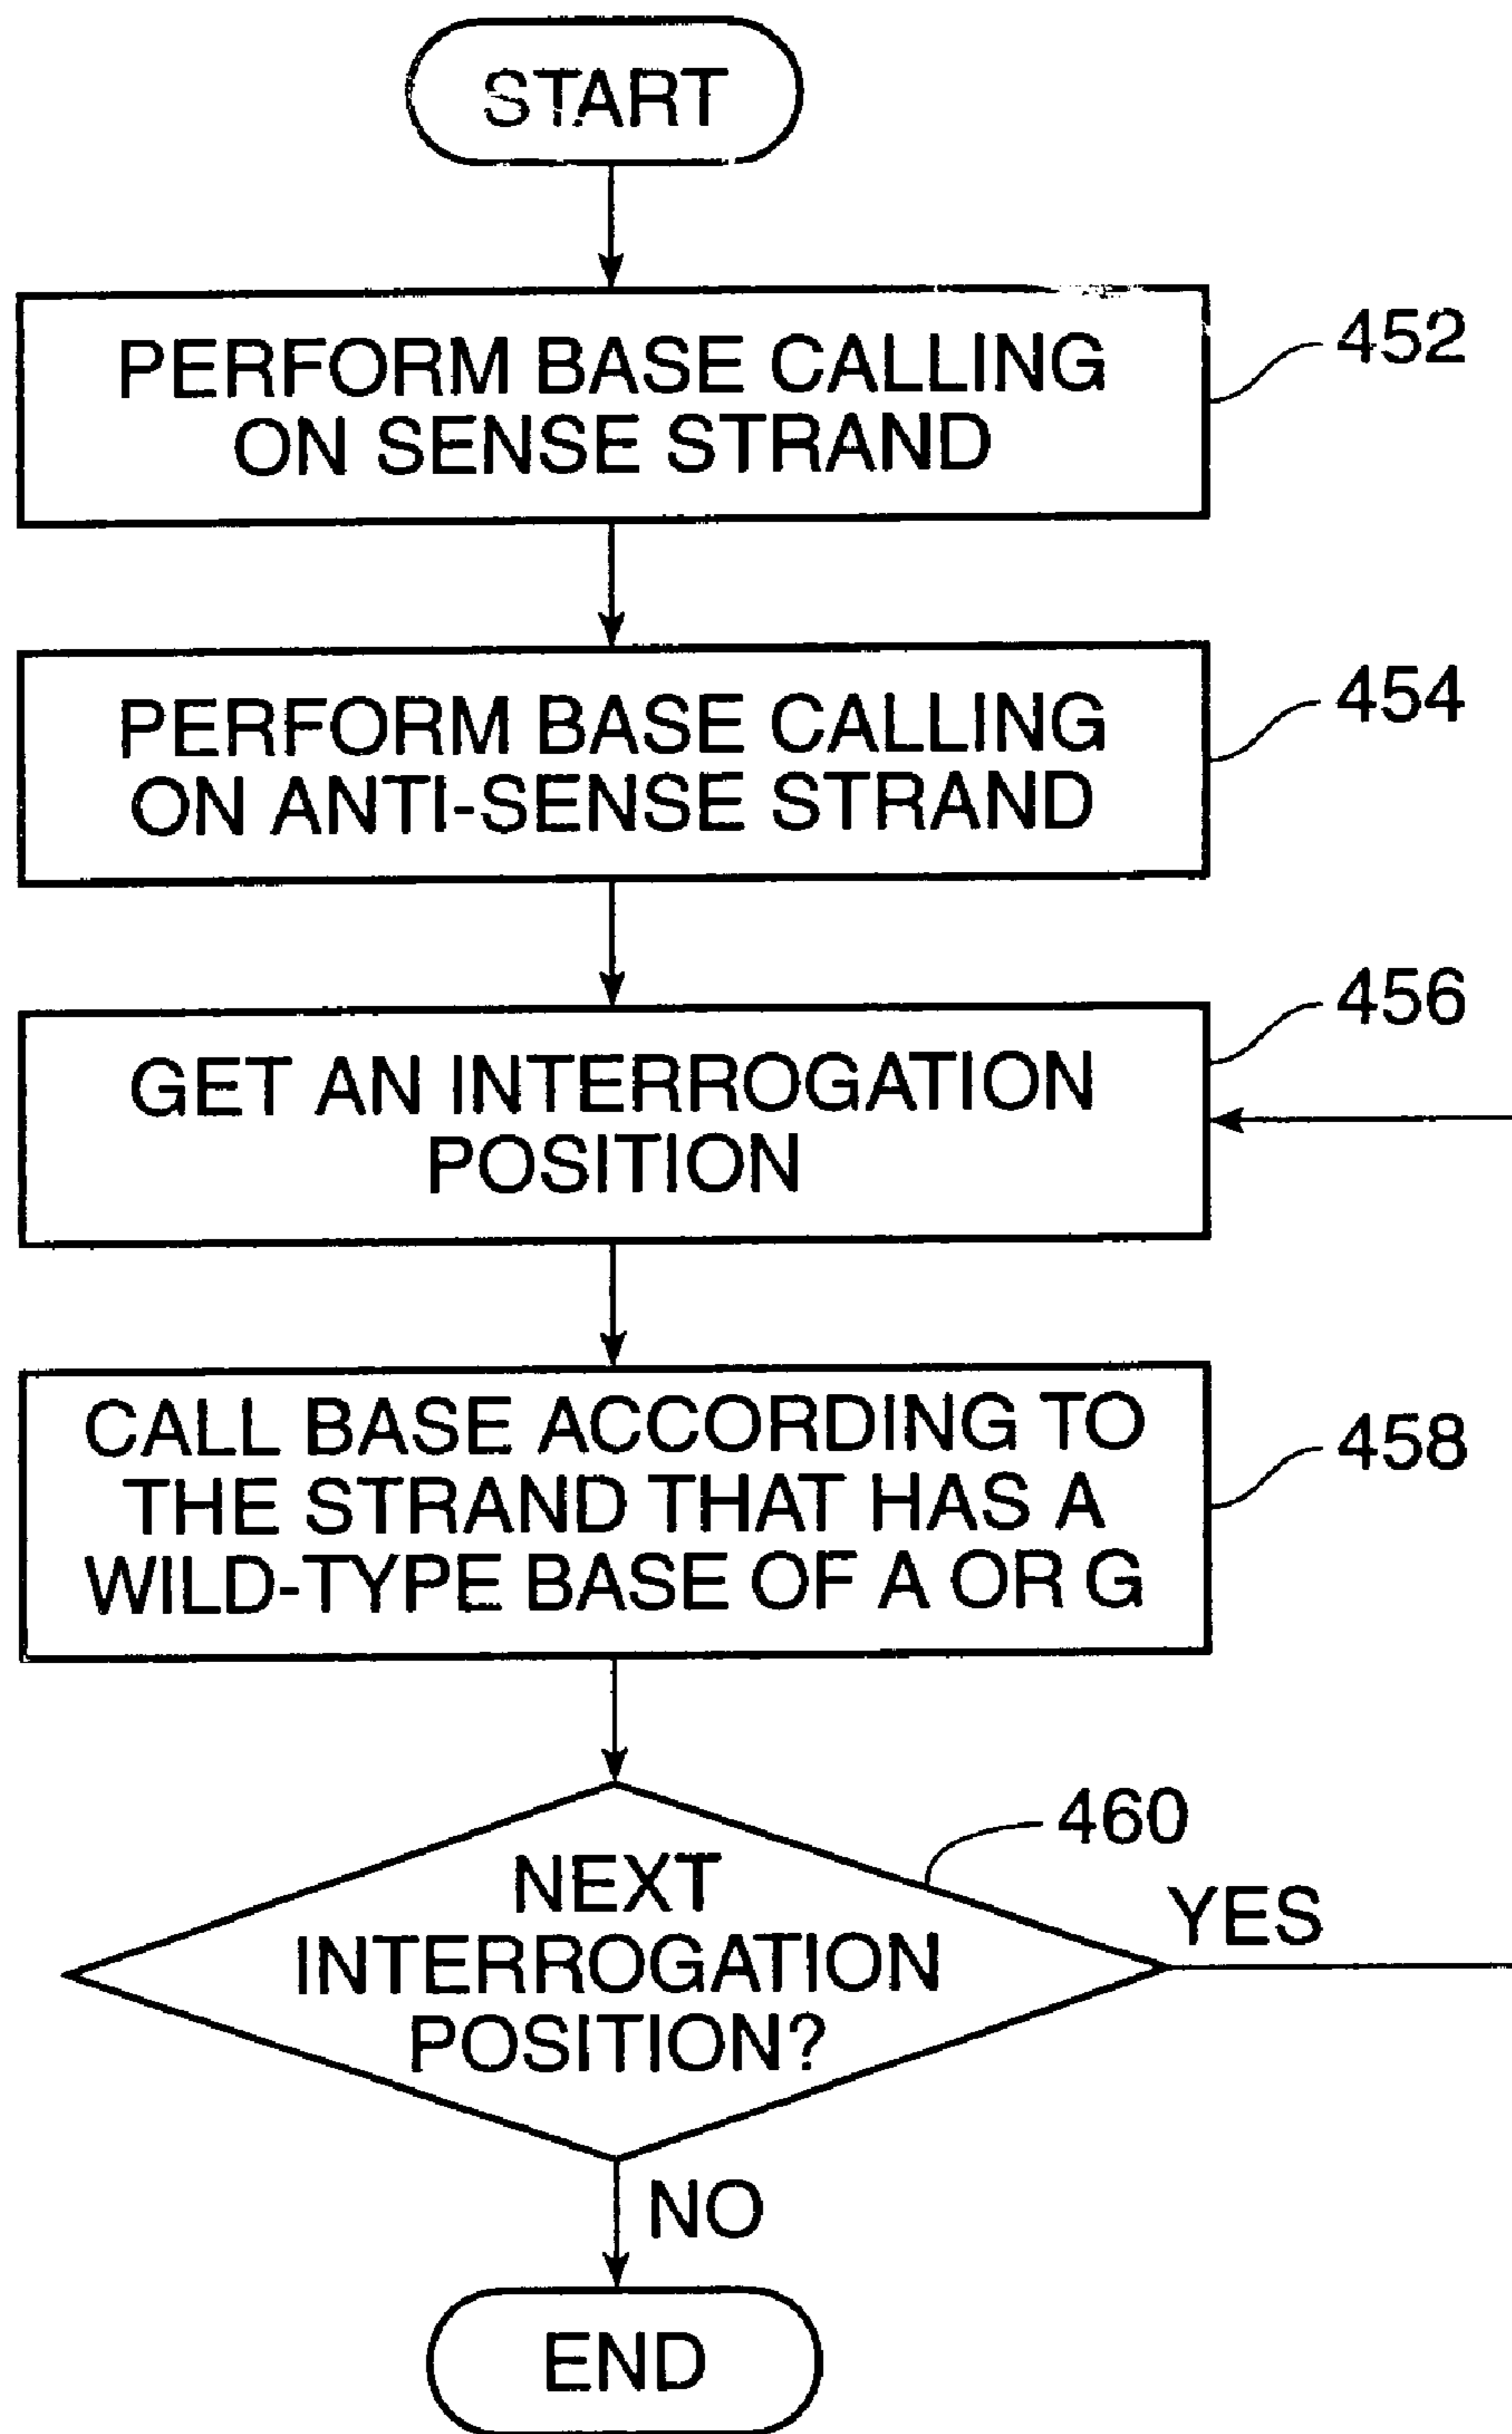 START
PERFORM BASE CALLING
ON SENSE STRAND
452
PERFORM BASE CALLING
ON ANTI-SENSE STRAND
454
GET AN INTERROGATION
POSITION
456
CALL BASE ACCORDING TO
THE STRAND THAT HAS A
WILD-TYPE BASE OF A OR G
458
NEXT
INTERROGATION
POSITION?
460
YES
NO
END